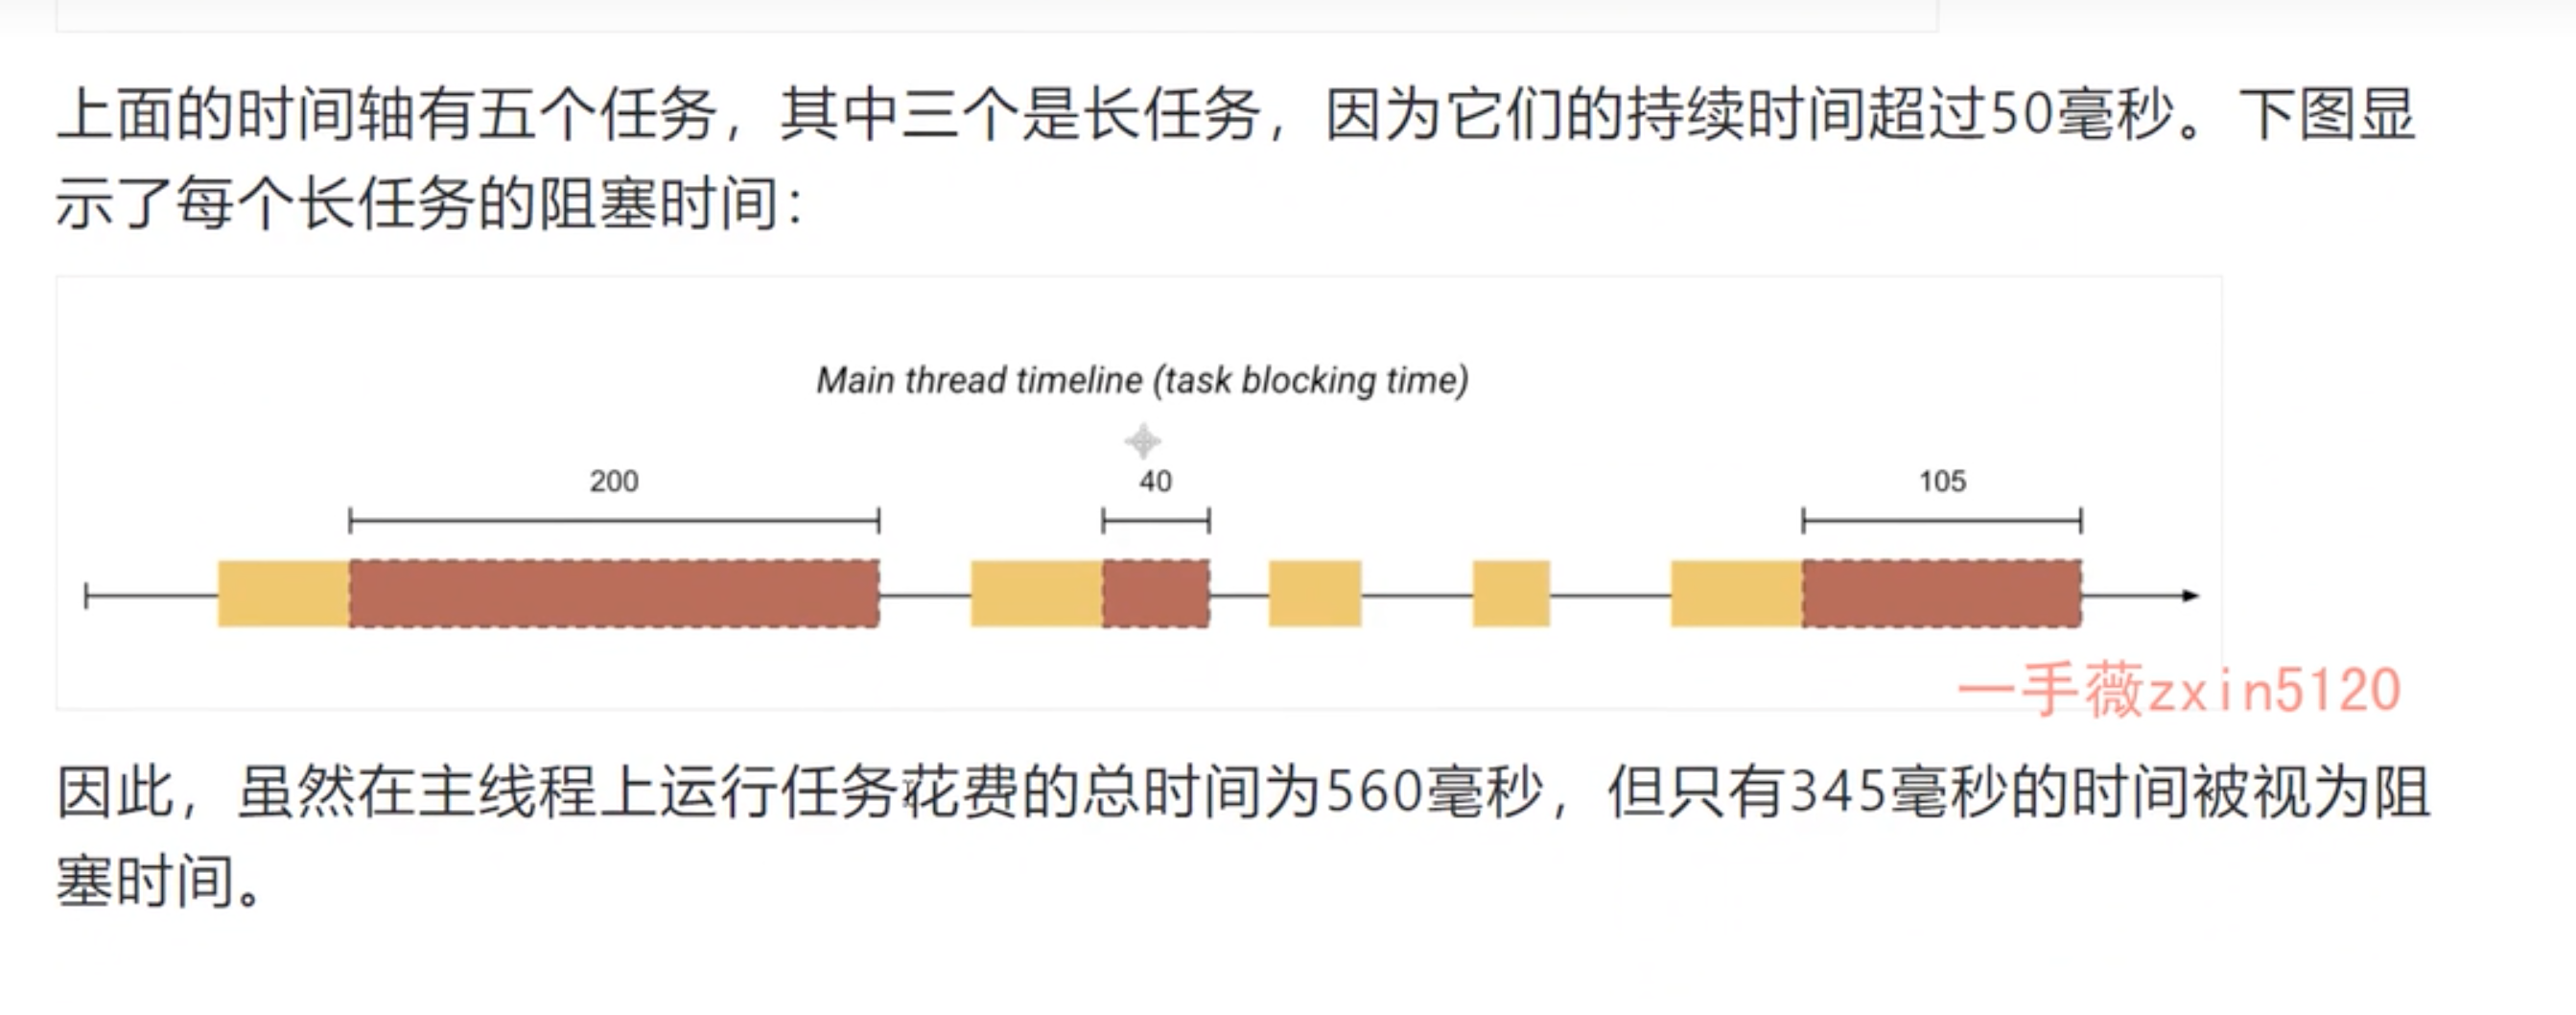 上面的时间轴有五个任务，其中三个是长任务，因为它们的持续时间超过50毫秒。下图显
示了每个长任务的阻塞时间：
Main thread timeline (task blocking time)
200 40 105
一手薇zxin5120
因此，虽然在主线程上运行任务花费的总时间为560毫秒，但只有345毫秒的时间被视为阻
塞时间。